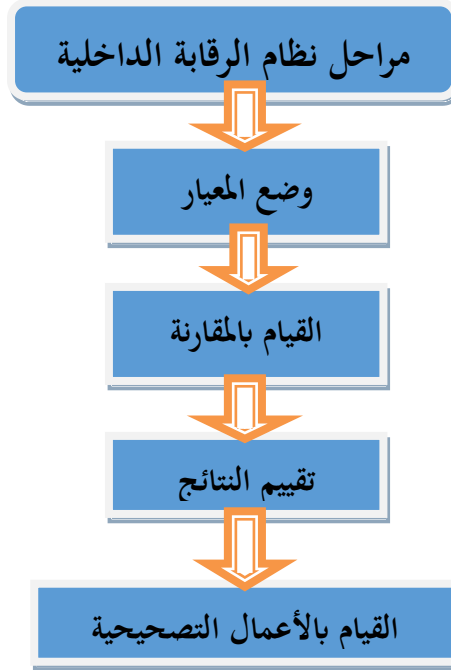 مراحل نظام الرقابة الداخلية
وضع المعيار
القيام بالمقارنة
تقييم النتائج
القيام بالأعمال التصحيحية